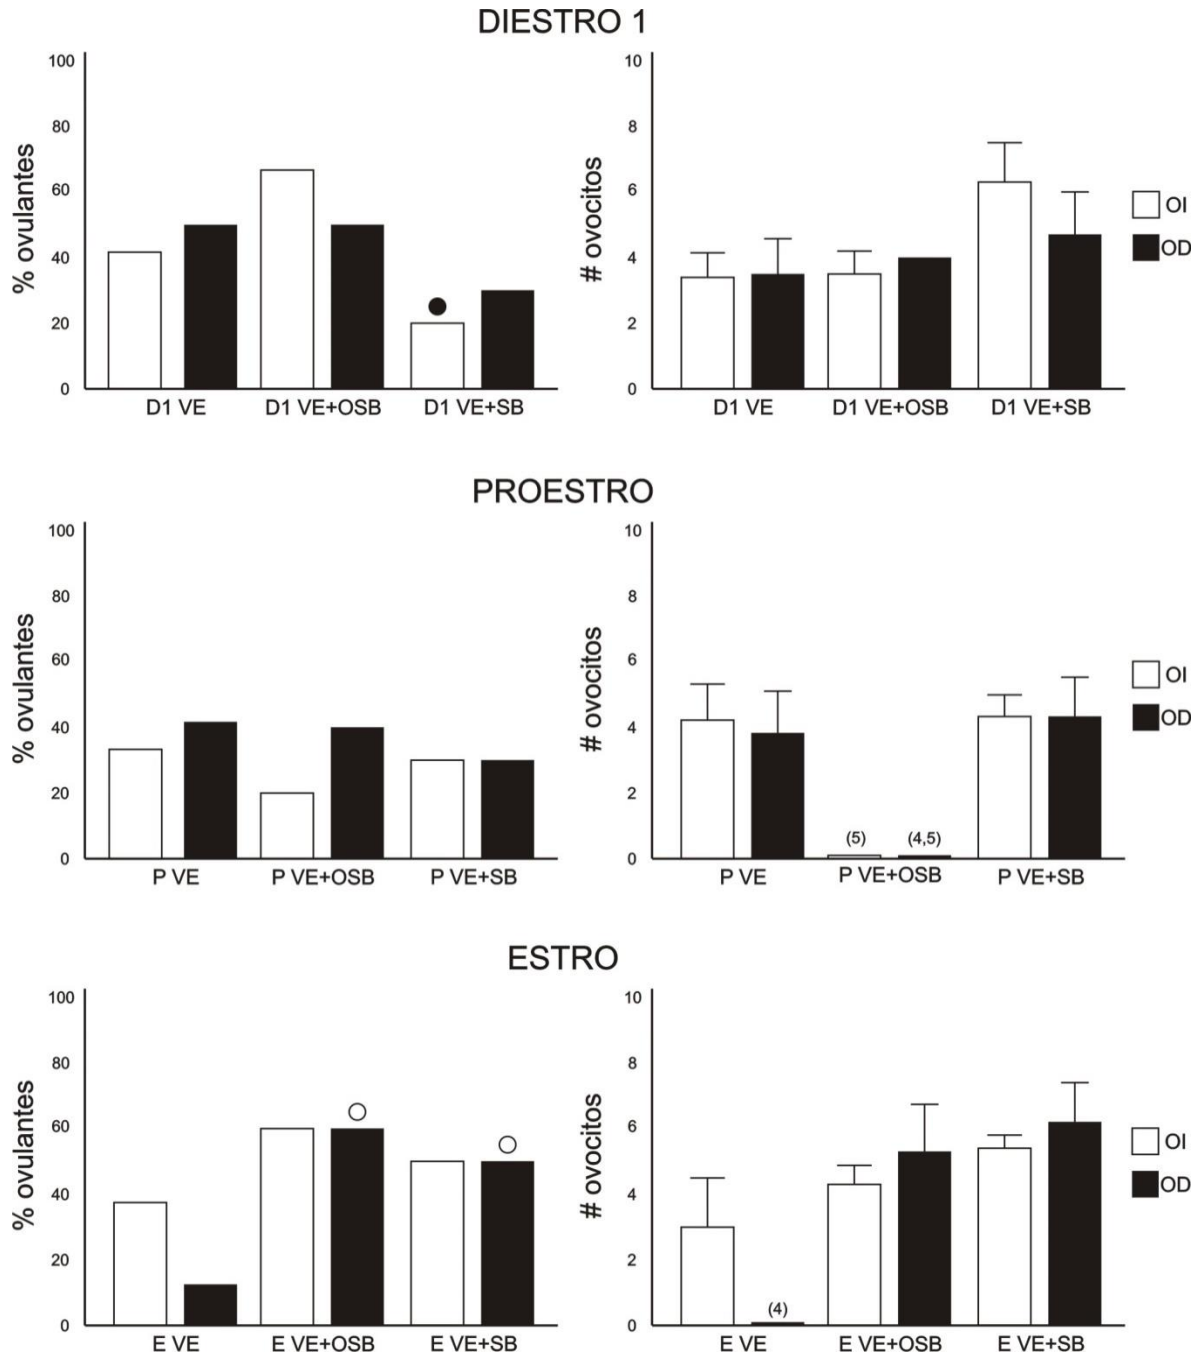 DIESTRO 1
% ovulantes
100
80
60
40
20
0
D1 VE
D1 VE+OSB
D1 VE+SB
# ovocitos
10
8
6
4
2
0
D1 VE
D1 VE+OSB
D1 VE+SB
OI
OD
PROESTRO
% ovulantes
100
80
60
40
20
0
P VE
P VE+OSB
P VE+SB
# ovocitos
10
8
6
4
2
0
(5)
(4,5)
P VE
P VE+OSB
P VE+SB
OI
OD
ESTRO
% ovulantes
100
80
60
40
20
0
E VE
E VE+OSB
E VE+SB
# ovocitos
10
8
6
4
2
0
(4)
E VE
E VE+OSB
E VE+SB
OI
OD